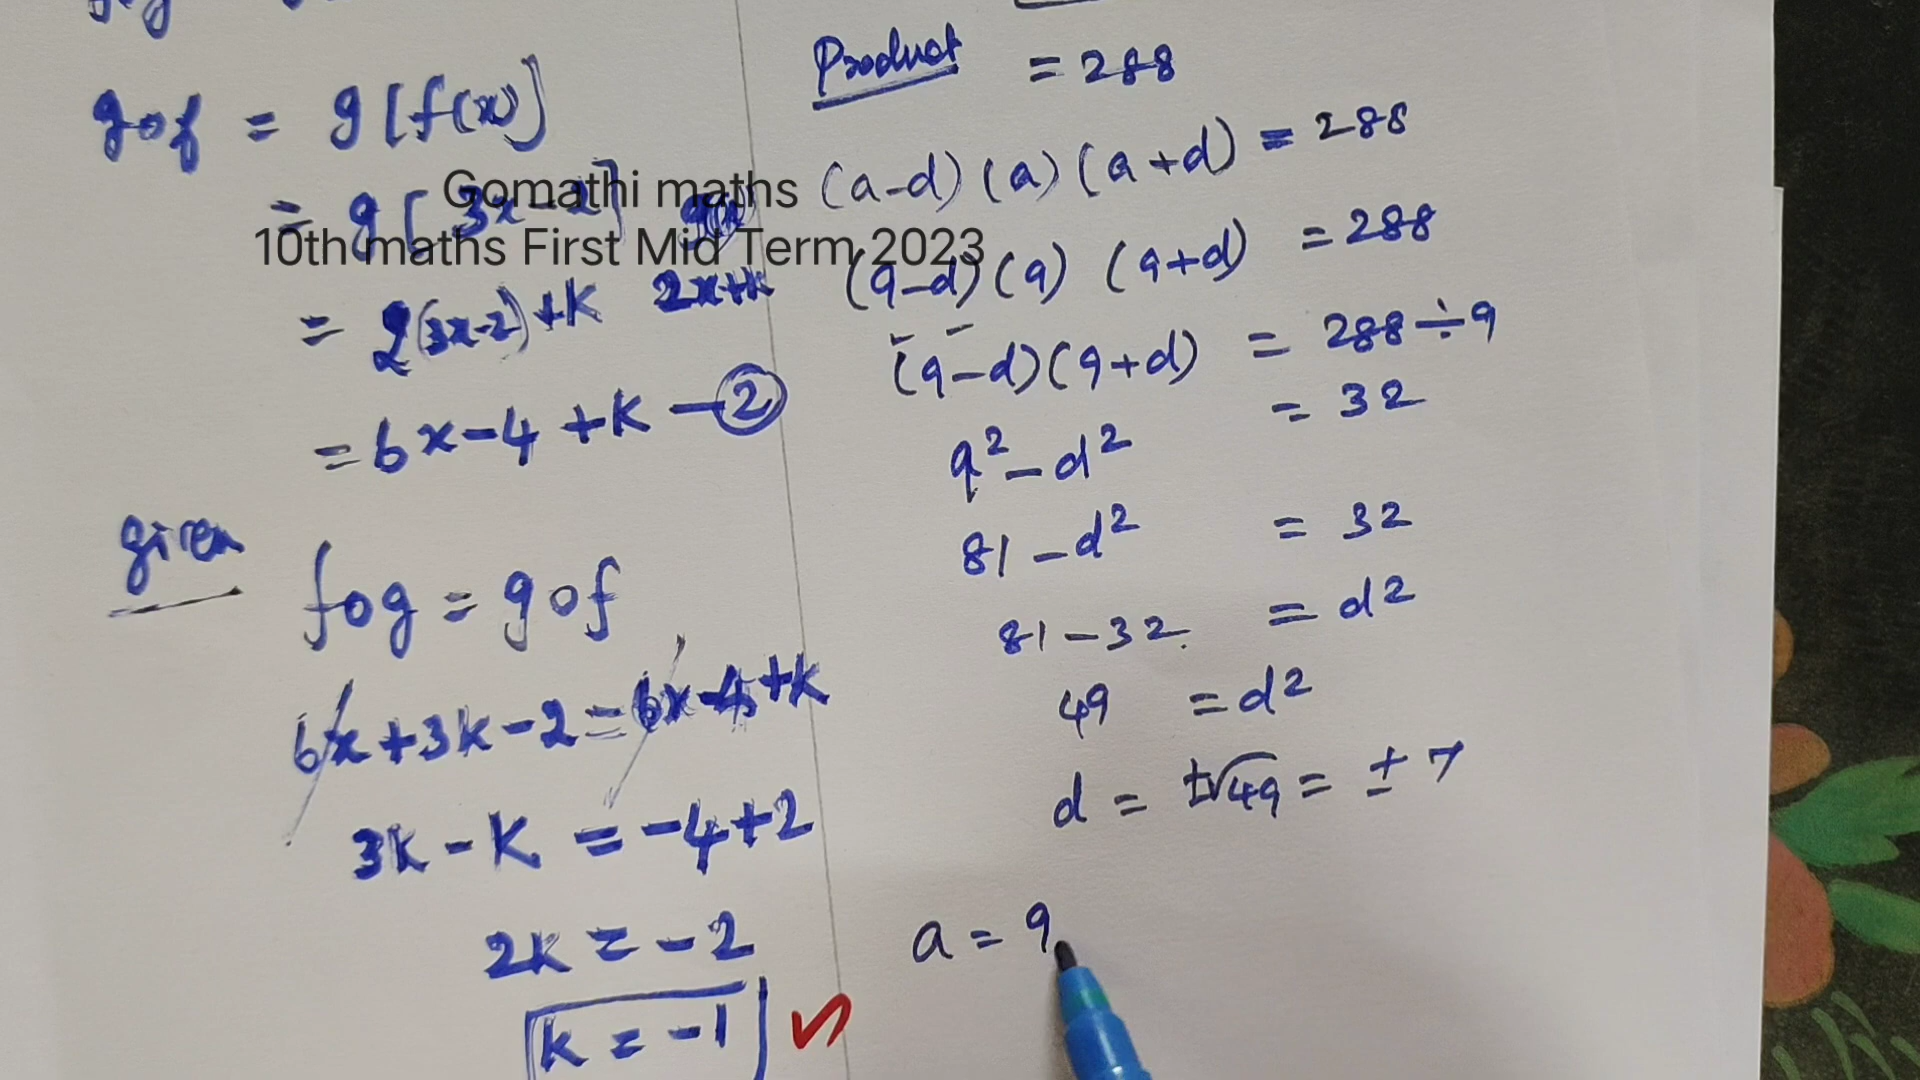 gof = g[f(x)]
= g[3x-2] g(x)
= 2(3x-2)+k 2x+k
= 6x-4+k — 2
given
fog = gof
6x+3k-2=6x-4+k
3k-k = -4+2
2k = -2
k = -1
Product = 288
(a-d)(a)(a+d) = 288
(9-d)(9)(9+d) = 288
(9-d)(9+d) = 288÷9
= 32
9²-d²
81-d² = 32
81-32. = d²
49 = d²
d = ±√49 = ±7
a = 9
Gomathi maths
10th maths First Mid Term 2023